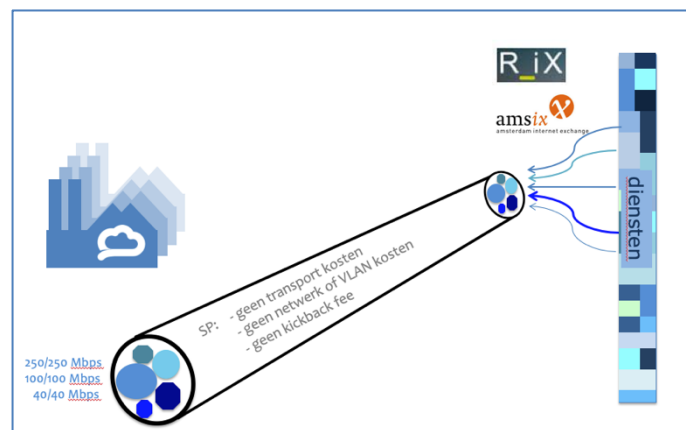 R_iX
amsix
amsterdam internet exchange
diensten
SP: - geen transport kosten
- geen netwerk of VLAN kosten
- geen kickback fee
250/250 Mbps
100/100 Mbps
40/40 Mbps